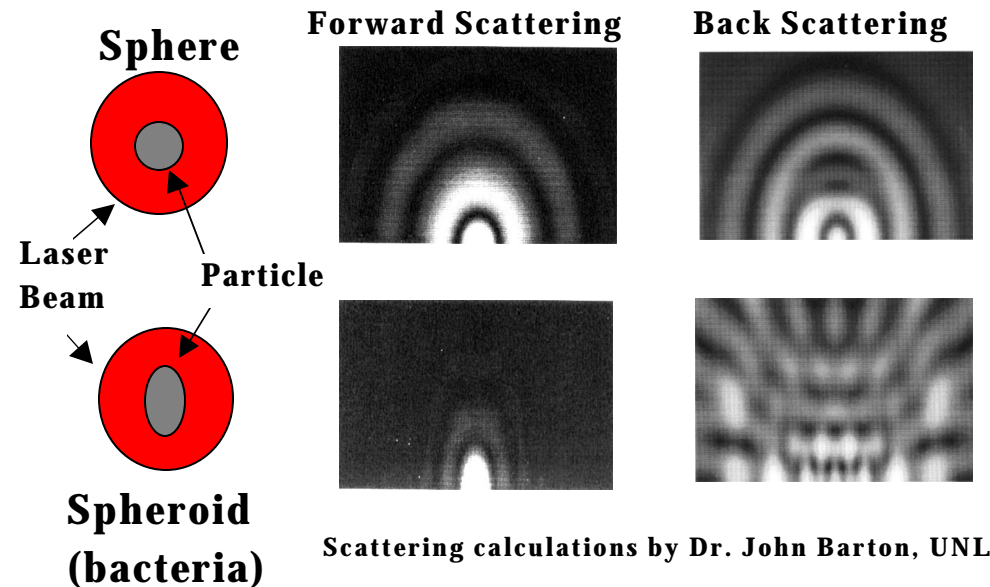 Sphere
Forward Scattering
Back Scattering
Laser
Beam
Particle
Spheroid
(bacteria)
Scattering calculations by Dr. John Barton, UNL